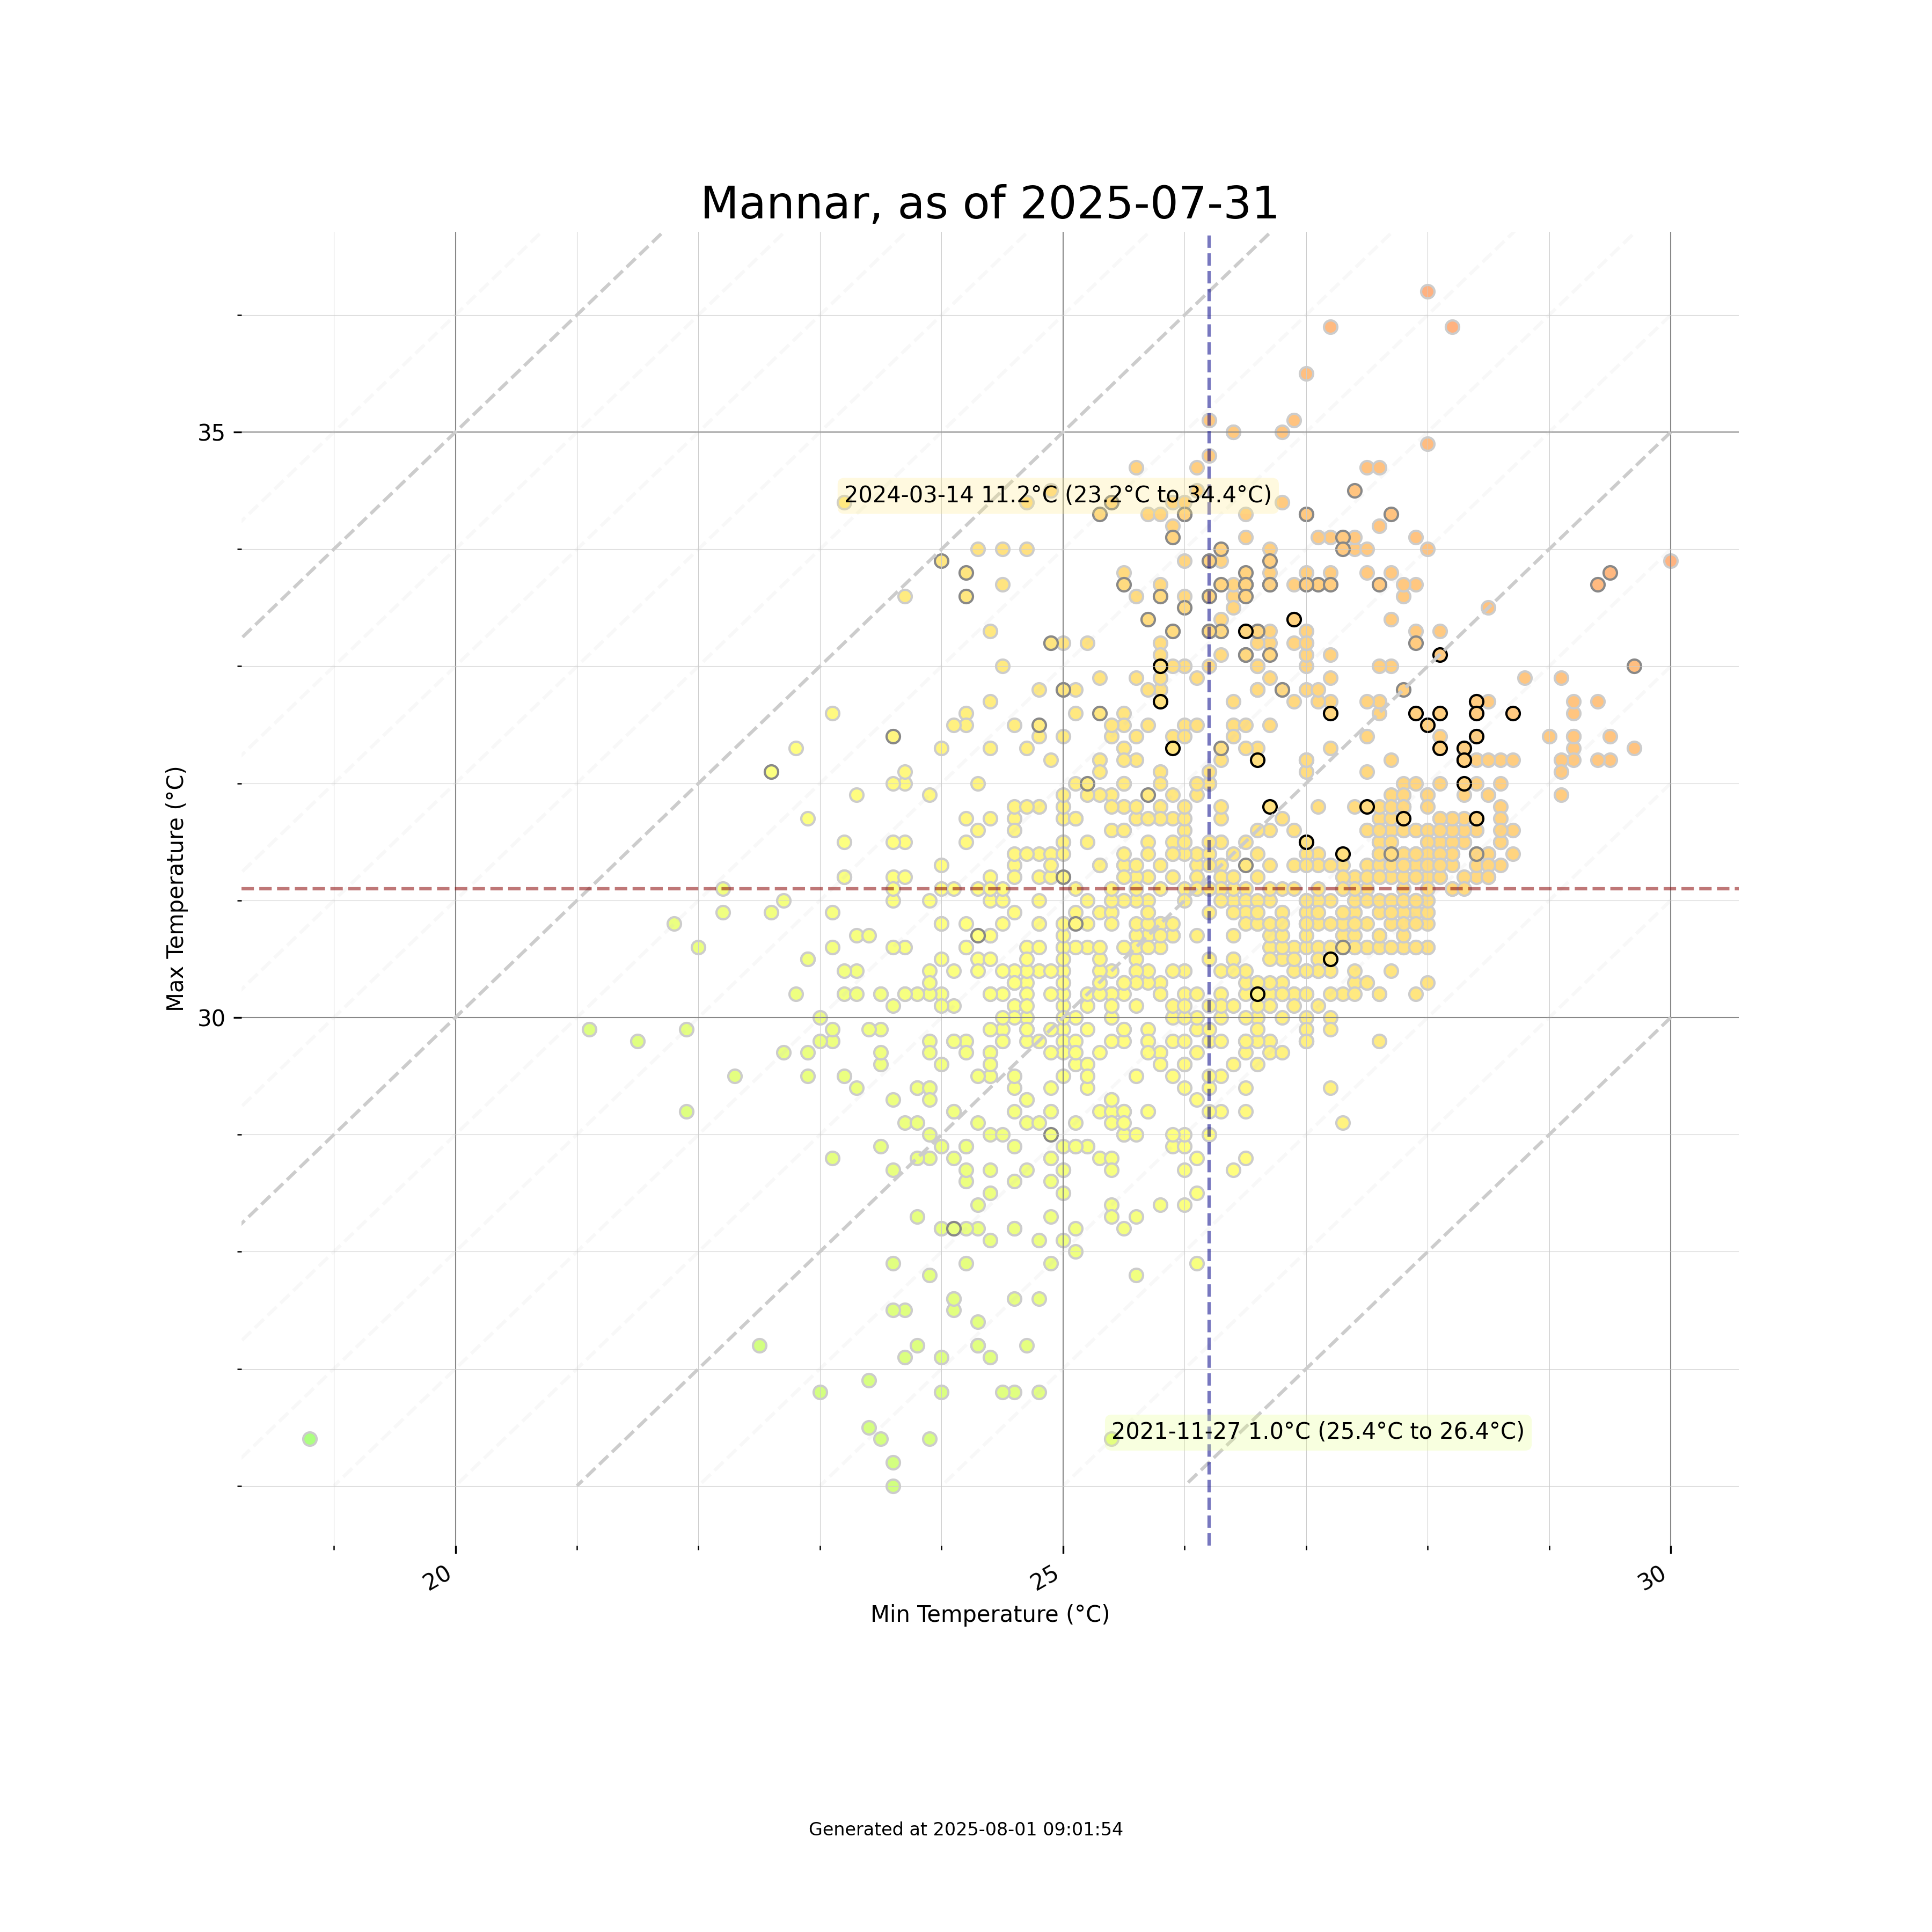 Mannar, as of 2025-07-31
35
2024-03-14 11.2°C (23.2°C to 34.4°C)
Max Temperature (°C)
30
2021-11-27 1.0°C (25.4°C to 26.4°C)
20
25
30
Min Temperature (°C)
Generated at 2025-08-01 09:01:54